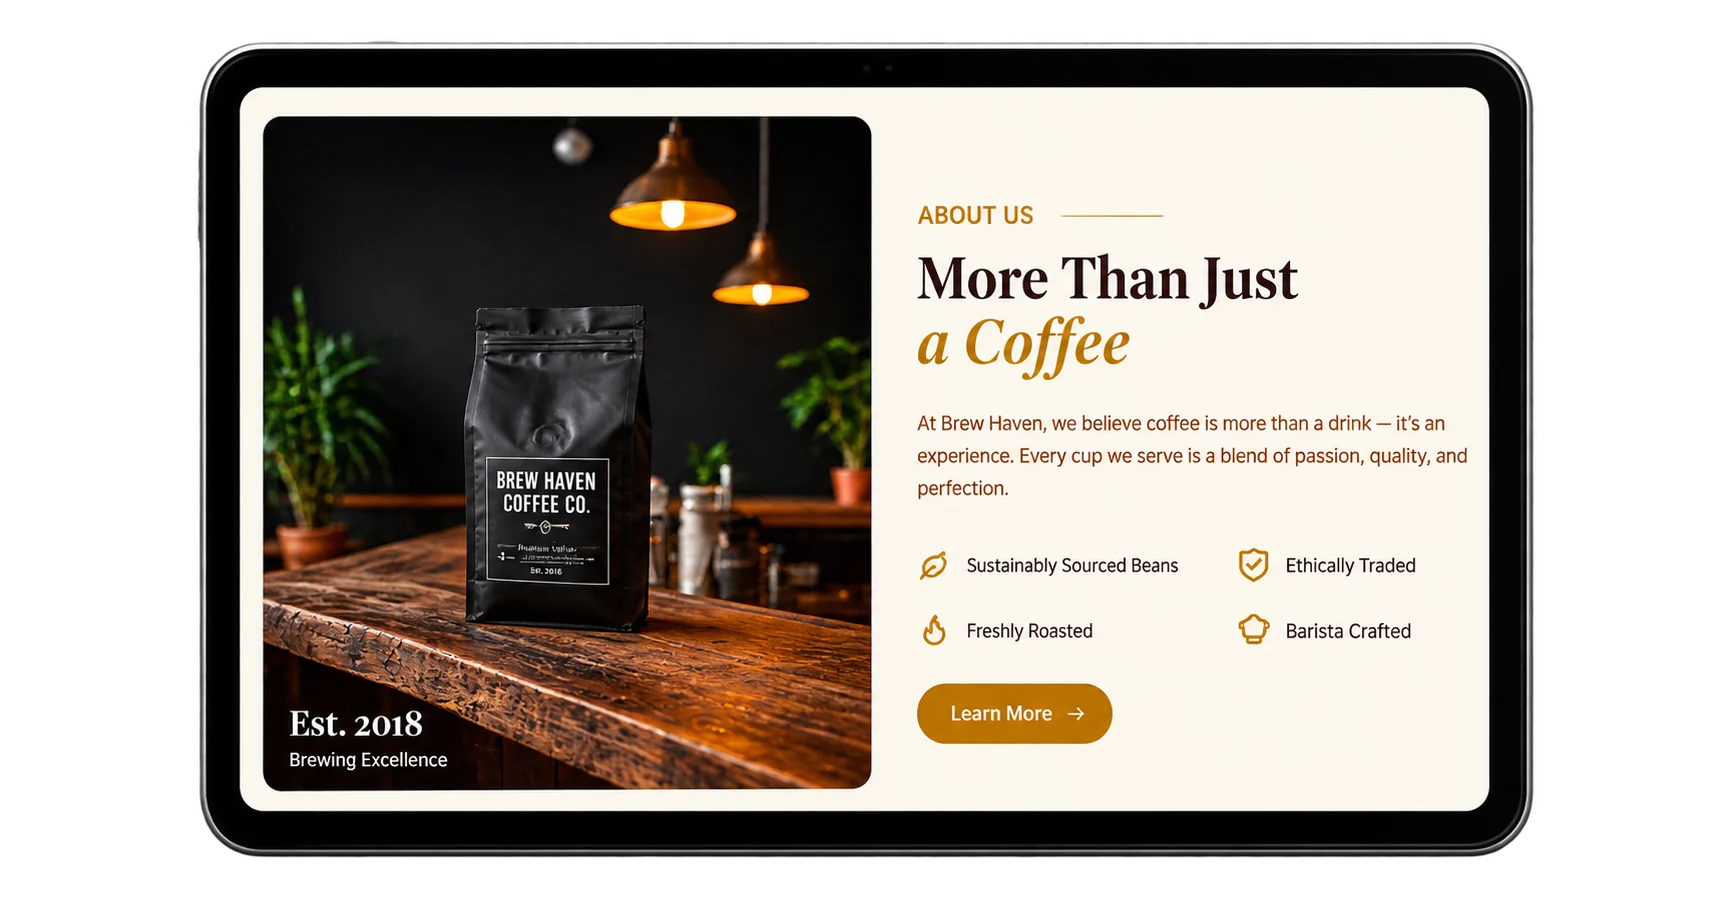 BREW HAVEN
COFFEE CO.
Est. 2018
Brewing Excellence
ABOUT US
More Than Just
a Coffee
At Brew Haven, we believe coffee is more than a drink — it's an
experience. Every cup we serve is a blend of passion, quality, and
perfection.
Sustainably Sourced Beans
Ethically Traded
Freshly Roasted
Barista Crafted
Learn More →